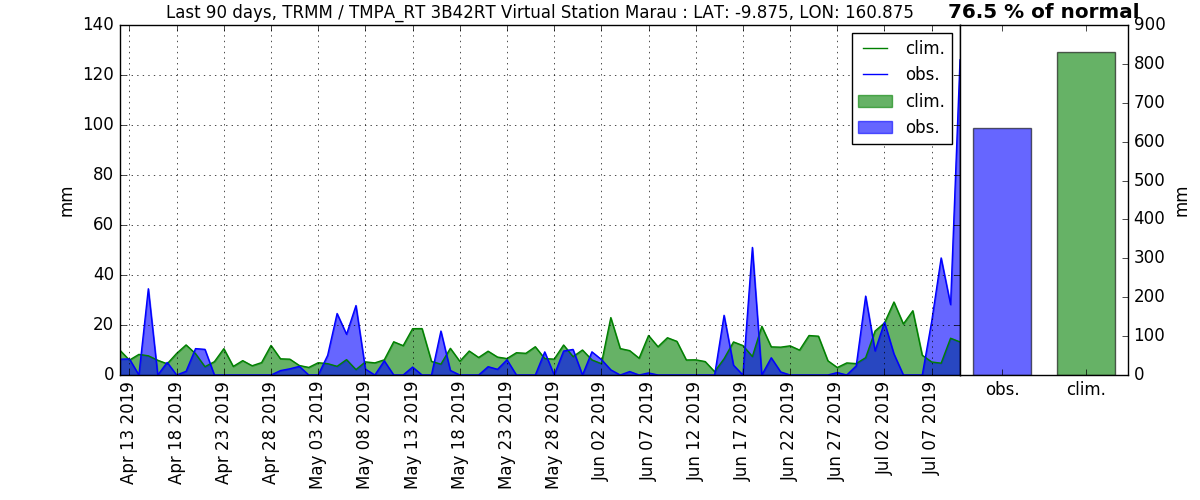 Last 90 days, TRMM / TMPA_RT 3B42RT Virtual Station Marau : LAT: -9.875, LON: 160.875
76.5 % of normal
140
120
100
80
60
40
20
0
mm
clim.
obs.
clim.
obs.
900
800
700
600
500
400
300
200
100
0
mm
obs.
clim.
Apr 13 2019
Apr 18 2019
Apr 23 2019
Apr 28 2019
May 03 2019
May 08 2019
May 13 2019
May 18 2019
May 23 2019
May 28 2019
Jun 02 2019
Jun 07 2019
Jun 12 2019
Jun 17 2019
Jun 22 2019
Jun 27 2019
Jul 02 2019
Jul 07 2019